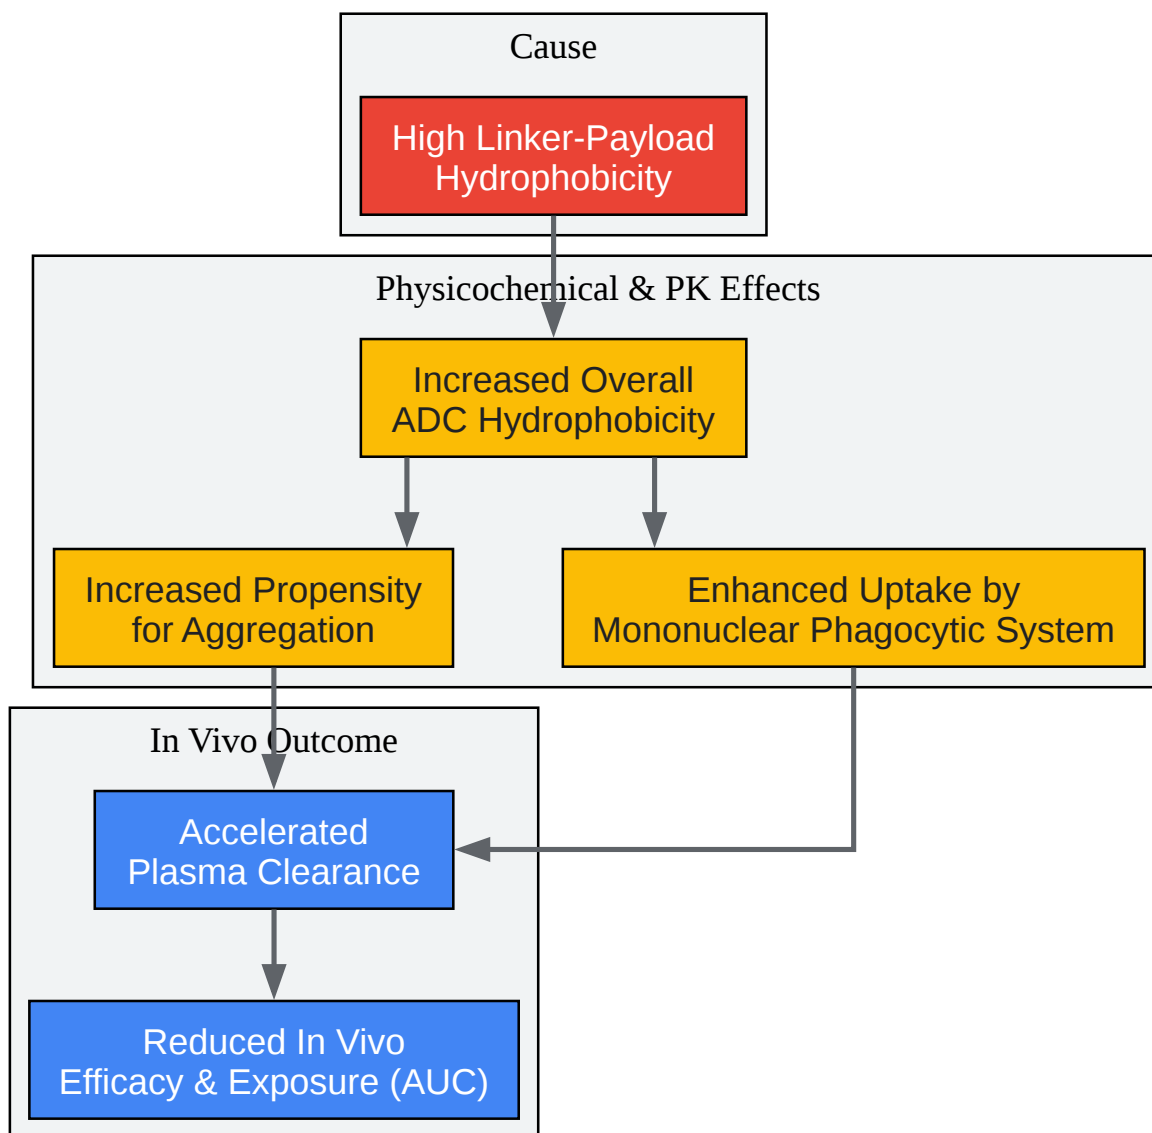 Cause
High Linker-Payload
Hydrophobicity
Physicochemical & PK Effects
Increased Overall
ADC Hydrophobicity
Increased Propensity
for Aggregation
Enhanced Uptake by
Mononuclear Phagocytic System
In Vivo Outcome
Accelerated
Plasma Clearance
Reduced In Vivo
Efficacy & Exposure (AUC)